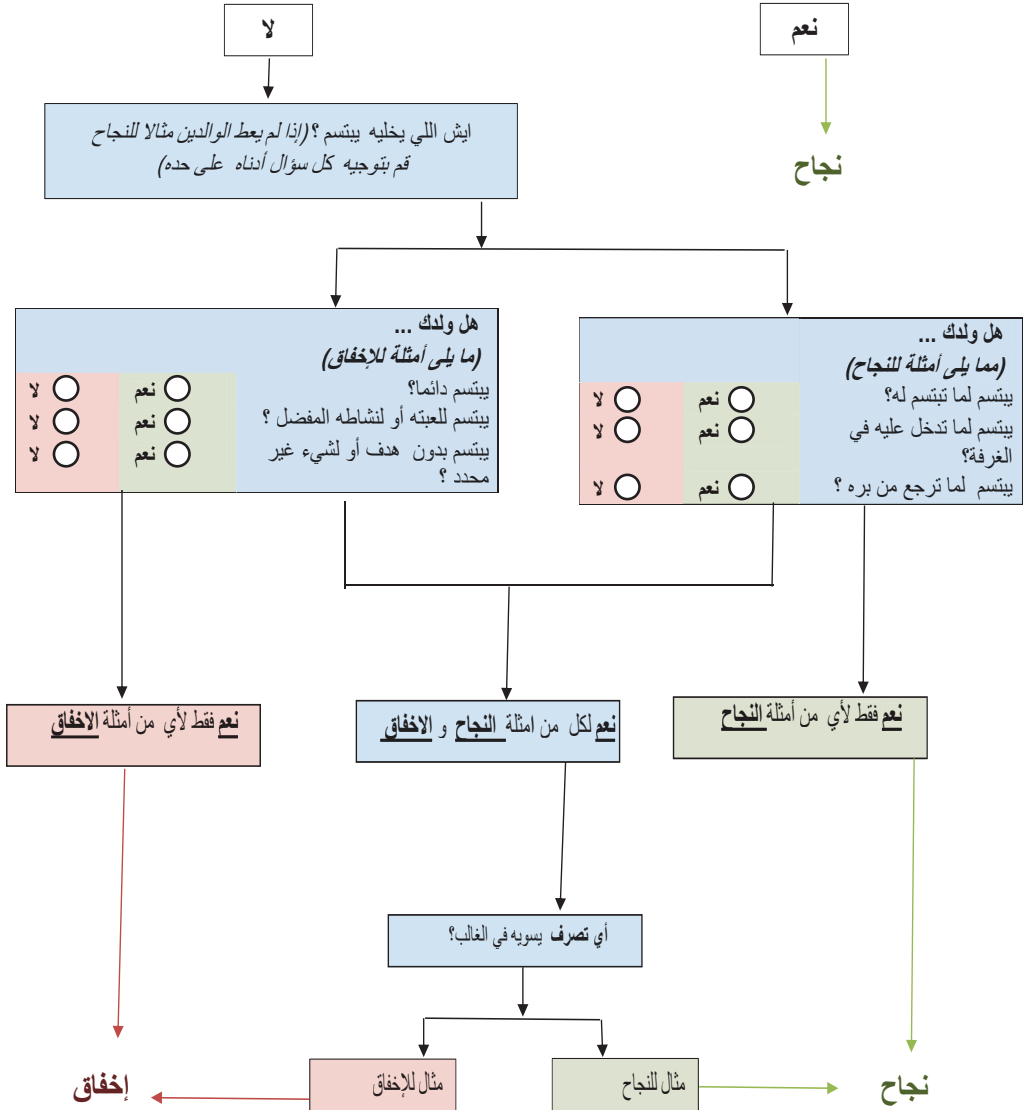 نعم
لا
ايش اللي يخليه يبتسم ؟ (إذا لم يعط الوالدين مثالا للنجاح
قم بتوجيه كل سؤال أدناه على حده)
نجاح
هل ولدك ...
(مما يلي أمثلة للنجاح)
يبتسم لما تبتسم له؟ نعم لا
يبتسم لما تدخل عليه في نعم لا
الغرفة؟
يبتسم لما ترجع من بره ؟ نعم لا
هل ولدك ...
(ما يلي أمثلة للإخفاق)
يبتسم دائما؟ نعم لا
يبتسم للعبته أو لنشاطه المفضل ؟ نعم لا
يبتسم بدون هدف أو لشيء غير نعم لا
محدد ؟
نعم فقط لأي من أمثلة النجاح
نعم لكل من امثلة النجاح و الاخفاق
نعم فقط لأي من أمثلة الاخفاق
أي تصرف يسويه في الغالب؟
مثال للنجاح
مثال للإخفاق
نجاح
إخفاق